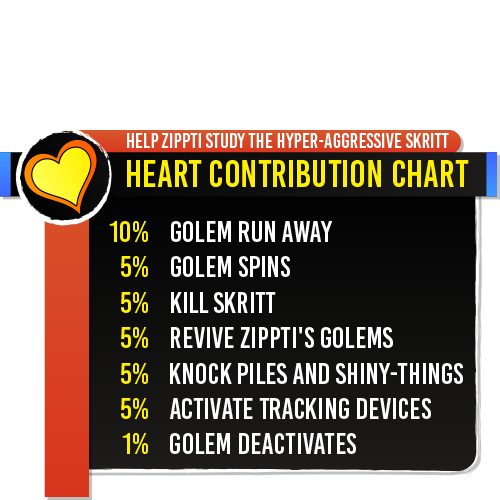 HELP ZIPPTI STUDY THE HYPER-AGGRESSIVE SKRITT
HEART CONTRIBUTION CHART
10% GOLEM RUN AWAY
5% GOLEM SPINS
5% KILL SKRITT
5% REVIVE ZIPPTI'S GOLEMS
5% KNOCK PILES AND SHINY-THINGS
5% ACTIVATE TRACKING DEVICES
1% GOLEM DEACTIVATES